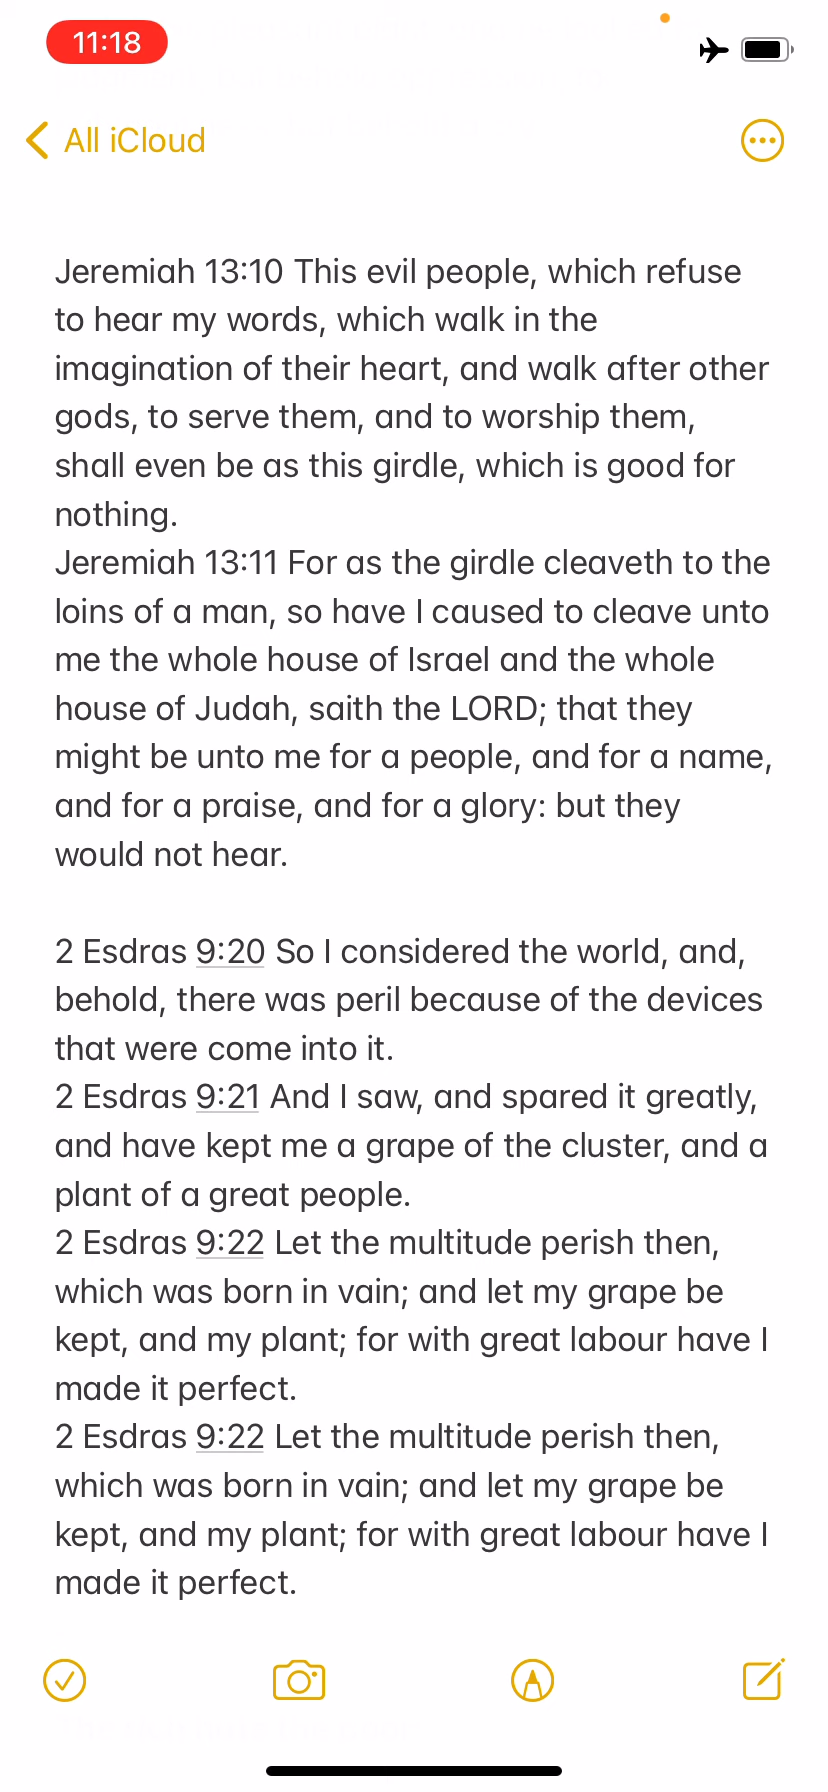 11:18
All iCloud
Jeremiah 13:10 This evil people, which refuse
to hear my words, which walk in the
imagination of their heart, and walk after other
gods, to serve them, and to worship them,
shall even be as this girdle, which is good for
nothing.
Jeremiah 13:11 For as the girdle cleaveth to the
loins of a man, so have I caused to cleave unto
me the whole house of Israel and the whole
house of Judah, saith the LORD; that they
might be unto me for a people, and for a name,
and for a praise, and for a glory: but they
would not hear.
2 Esdras 9:20 So I considered the world, and,
behold, there was peril because of the devices
that were come into it.
2 Esdras 9:21 And I saw, and spared it greatly,
and have kept me a grape of the cluster, and a
plant of a great people.
2 Esdras 9:22 Let the multitude perish then,
which was born in vain; and let my grape be
kept, and my plant; for with great labour have I
made it perfect.
2 Esdras 9:22 Let the multitude perish then,
which was born in vain; and let my grape be
kept, and my plant; for with great labour have I
made it perfect.